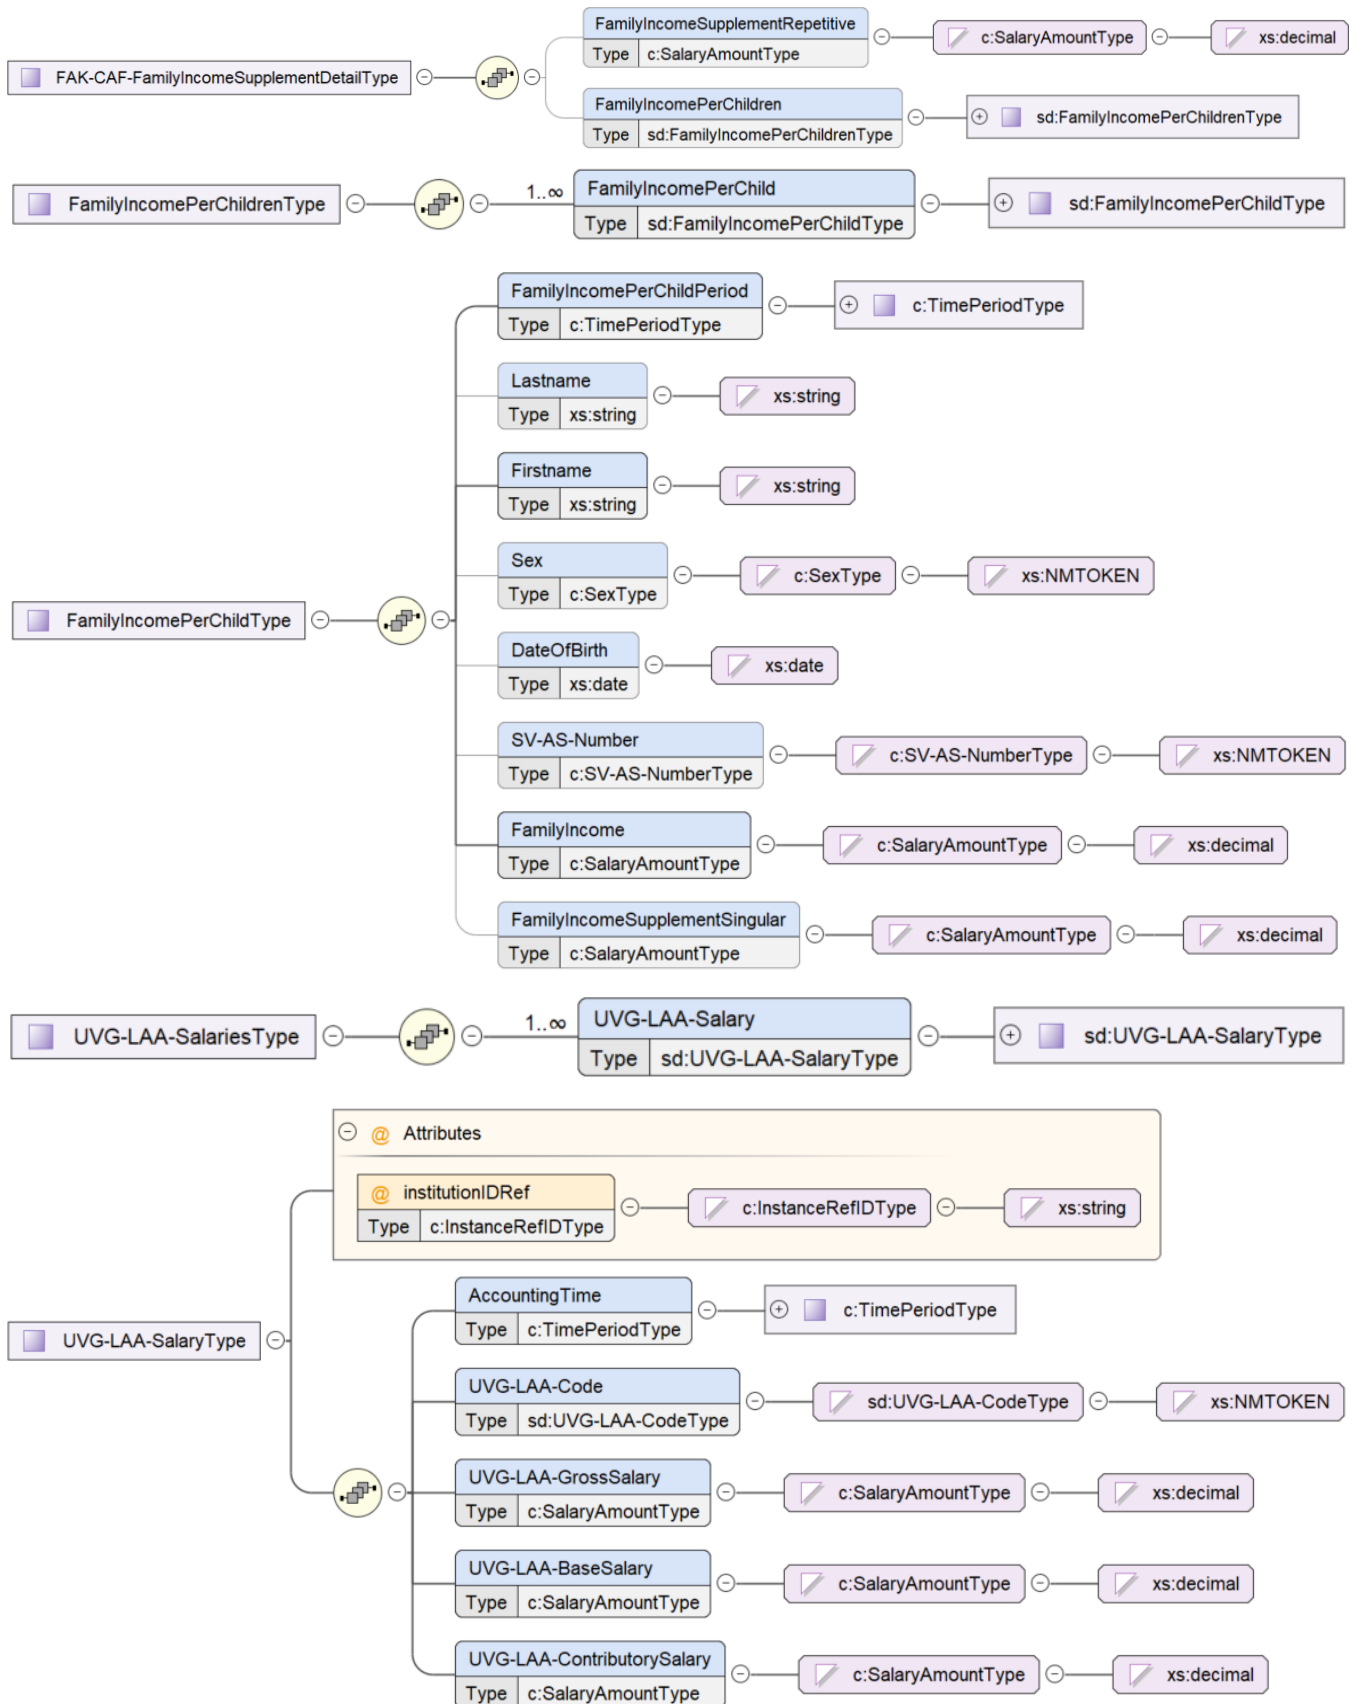 FamilyIncomeSupplementRepetitive
Type c:SalaryAmountType
c:SalaryAmountType
xs:decimal
FAK-CAF-FamilyIncomeSupplementDetailType
FamilyIncomePerChildren
Type sd:FamilyIncomePerChildrenType
sd:FamilyIncomePerChildrenType
FamilyIncomePerChildrenType
1..∞
FamilyIncomePerChild
Type sd:FamilyIncomePerChildType
sd:FamilyIncomePerChildType
FamilyIncomePerChildPeriod
Type c:TimePeriodType
c:TimePeriodType
Lastname
Type xs:string
xs:string
Firstname
Type xs:string
xs:string
Sex
Type c:SexType
c:SexType
xs:NMTOKEN
FamilyIncomePerChildType
DateOfBirth
Type xs:date
xs:date
SV-AS-Number
Type c:SV-AS-NumberType
c:SV-AS-NumberType
xs:NMTOKEN
FamilyIncome
Type c:SalaryAmountType
c:SalaryAmountType
xs:decimal
FamilyIncomeSupplementSingular
Type c:SalaryAmountType
c:SalaryAmountType
xs:decimal
UVG-LAA-SalariesType
1..∞
UVG-LAA-Salary
Type sd:UVG-LAA-SalaryType
sd:UVG-LAA-SalaryType
@ Attributes
@ institutionIDRef
Type c:InstanceRefIDType
c:InstanceRefIDType
xs:string
AccountingTime
Type c:TimePeriodType
c:TimePeriodType
UVG-LAA-SalaryType
UVG-LAA-Code
Type sd:UVG-LAA-CodeType
sd:UVG-LAA-CodeType
xs:NMTOKEN
UVG-LAA-GrossSalary
Type c:SalaryAmountType
c:SalaryAmountType
xs:decimal
UVG-LAA-BaseSalary
Type c:SalaryAmountType
c:SalaryAmountType
xs:decimal
UVG-LAA-ContributorySalary
Type c:SalaryAmountType
c:SalaryAmountType
xs:decimal